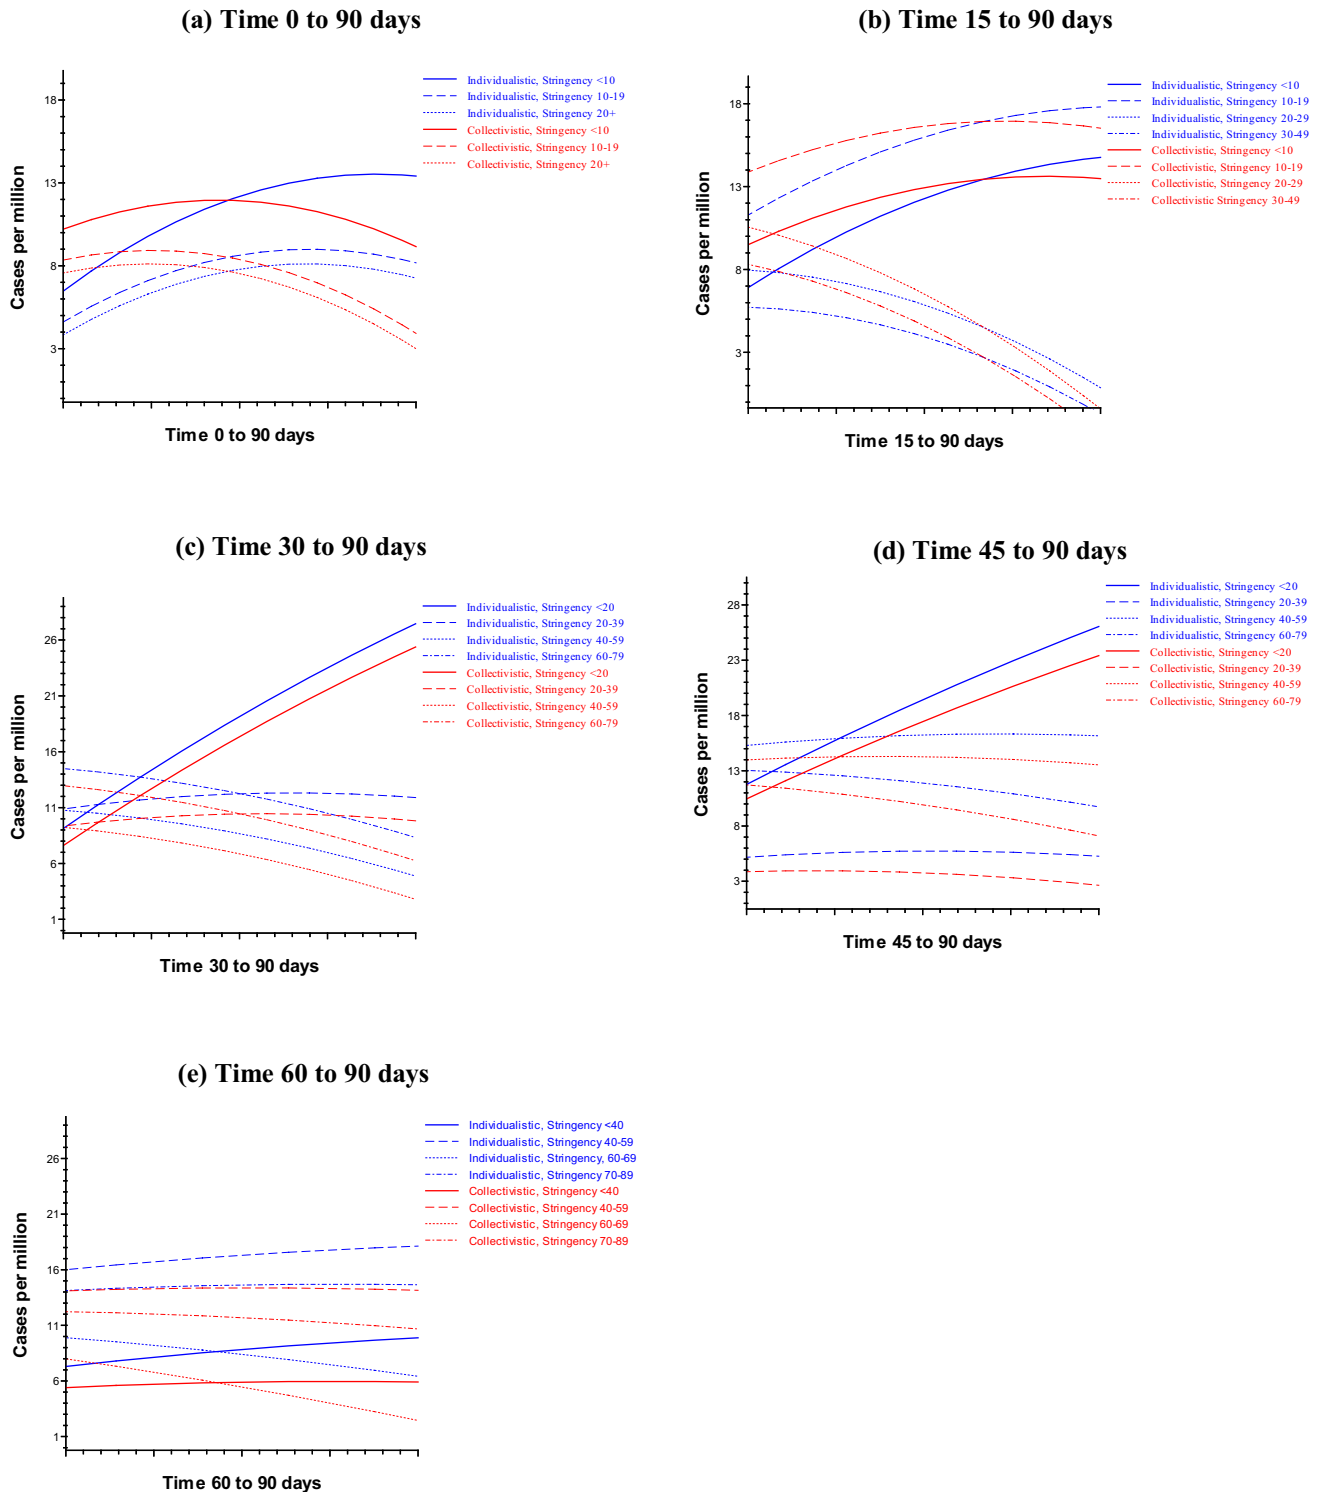 (a) Time 0 to 90 days
Individualistic, Stringency <10
Individualistic, Stringency 10-19
Individualistic, Stringency 20+
Collectivistic, Stringency <10
Collectivistic, Stringency 10-19
Collectivistic, Stringency 20+
18
13
8
3
Cases per million
Time 0 to 90 days
(b) Time 15 to 90 days
Individualistic, Stringency <10
Individualistic, Stringency 10-19
Individualistic, Stringency 20-29
Individualistic, Stringency 30-49
Collectivistic, Stringency <10
Collectivistic, Stringency 10-19
Collectivistic, Stringency 20-29
Collectivistic Stringency 30-49
18
13
8
3
Cases per million
Time 15 to 90 days
(c) Time 30 to 90 days
Individualistic, Stringency <20
Individualistic, Stringency 20-39
Individualistic, Stringency 40-59
Individualistic, Stringency 60-79
Collectivistic, Stringency <20
Collectivistic, Stringency 20-39
Collectivistic, Stringency 40-59
Collectivistic, Stringency 60-79
26
21
16
11
6
1
Cases per million
Time 30 to 90 days
(d) Time 45 to 90 days
Individualistic, Stringency <20
Individualistic, Stringency 20-39
Individualistic, Stringency 40-59
Individualistic, Stringency 60-79
Collectivistic, Stringency <20
Collectivistic, Stringency 20-39
Collectivistic, Stringency 40-59
Collectivistic, Stringency 60-79
28
23
18
13
8
3
Cases per million
Time 45 to 90 days
(e) Time 60 to 90 days
Individualistic, Stringency <40
Individualistic, Stringency 40-59
Individualistic, Stringency, 60-69
Individualistic, Stringency 70-89
Collectivistic, Stringency <40
Collectivistic, Stringency 40-59
Collectivistic, Stringency 60-69
Collectivistic, Stringency 70-89
26
21
16
11
6
1
Cases per million
Time 60 to 90 days